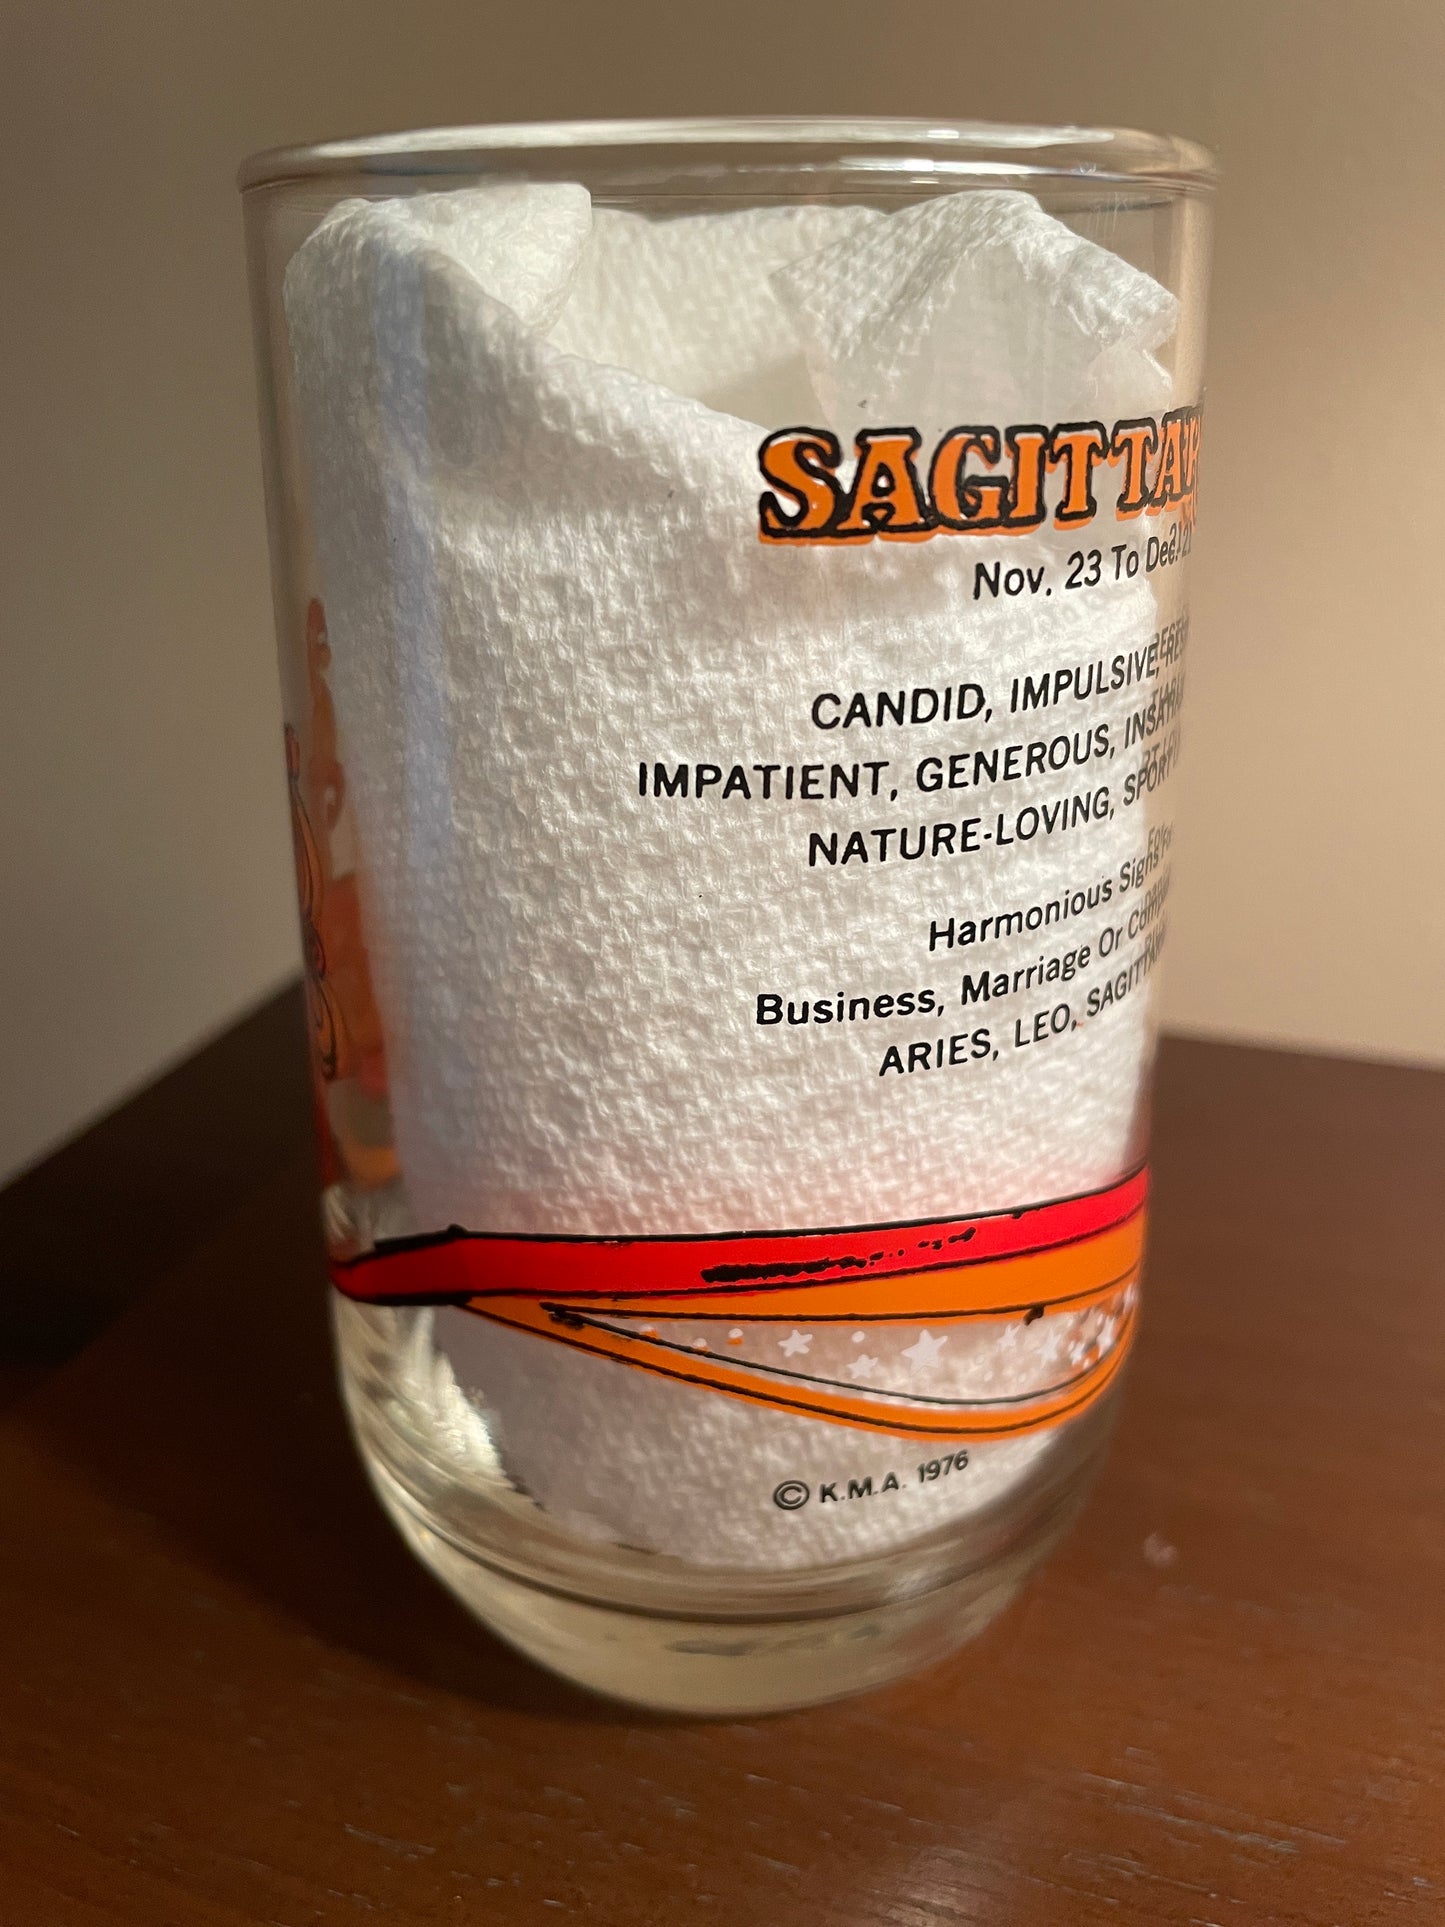 SAGITTAR
Nov. 23 To Dec. 21
CANDID, IMPULSIVE,
IMPATIENT, GENEROUS,
NATURE-LOVING,
Harmonious Signs
Business, Marriage Or
ARIES, LEO,
© K.M.A. 1976